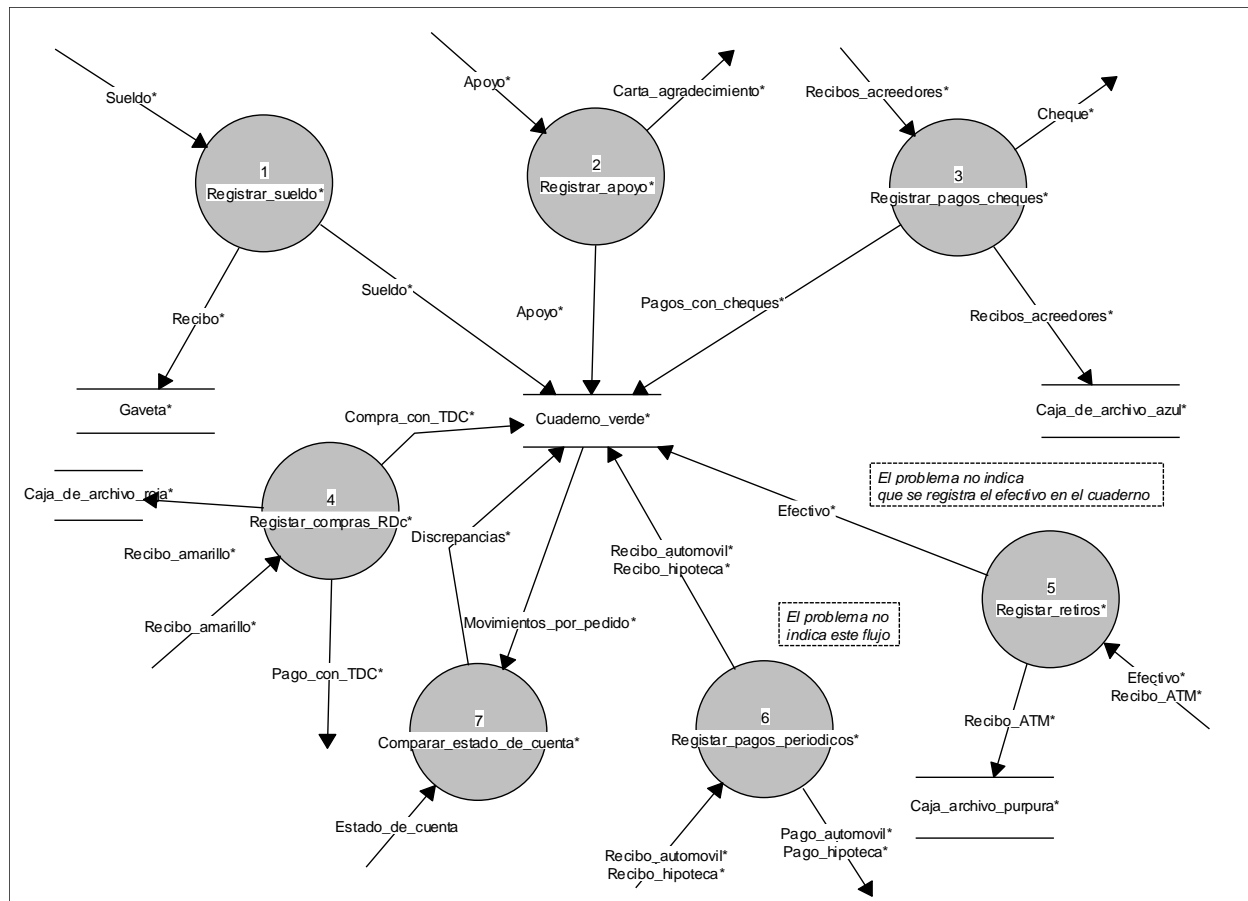 Sueldo*
Apoyo*
Carta_agradecimiento*
Recibos_acreedores*
Cheque*
1
Registrar_sueldo*
2
Registrar_apoyo*
3
Registrar_pagos_cheques*
Sueldo*
Recibo*
Apoyo*
Pagos_con_cheques*
Recibos_acreedores*
Gaveta*
Cuaderno_verde*
Caja_de_archivo_azul*
Compra_con_TDC*
Caja_de_archivo_roja*
4
Registar_compras_RDc*
El problema no indica
que se registra el efectivo en el cuaderno
Efectivo*
Discrepancias*
Recibo_automovil*
Recibo_hipoteca*
Recibo_amarillo*
5
Registar_retiros*
Recibo_amarillo*
Movimientos_por_pedido*
El problema no
indica este flujo
Pago_con_TDC*
Efectivo*
Recibo_ATM*
7
Comparar_estado_de_cuenta*
6
Registar_pagos_periodicos*
Recibo_ATM*
Caja_archivo_purpura*
Estado_de_cuenta
Recibo_automovil*
Recibo_hipoteca*
Pago_automovil*
Pago_hipoteca*